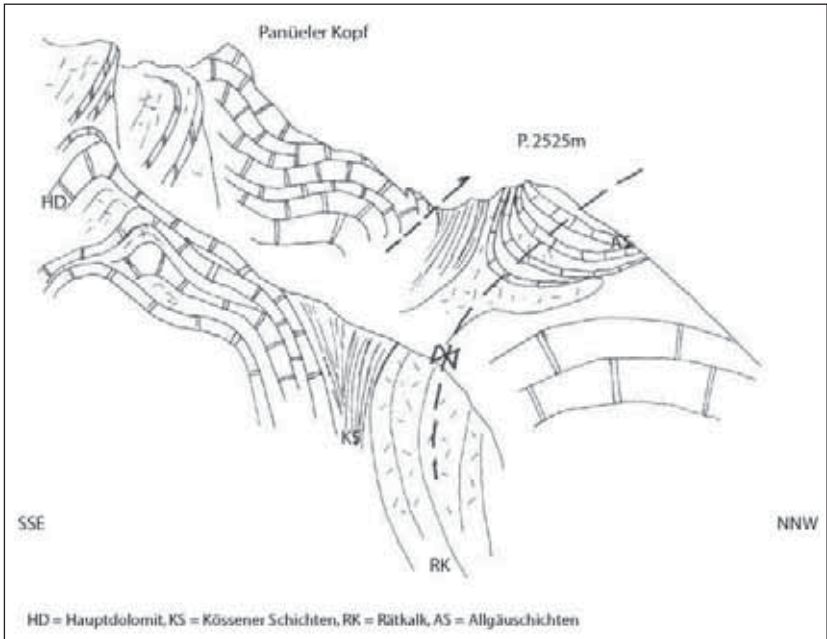 Panüeler Kopf
P. 2525m
HD
AS
KS
SSE
NNW
RK
HD = Hauptdolomit, KS = Kössener Schichten, RK = Rätkalk, AS = Allgäuschichten